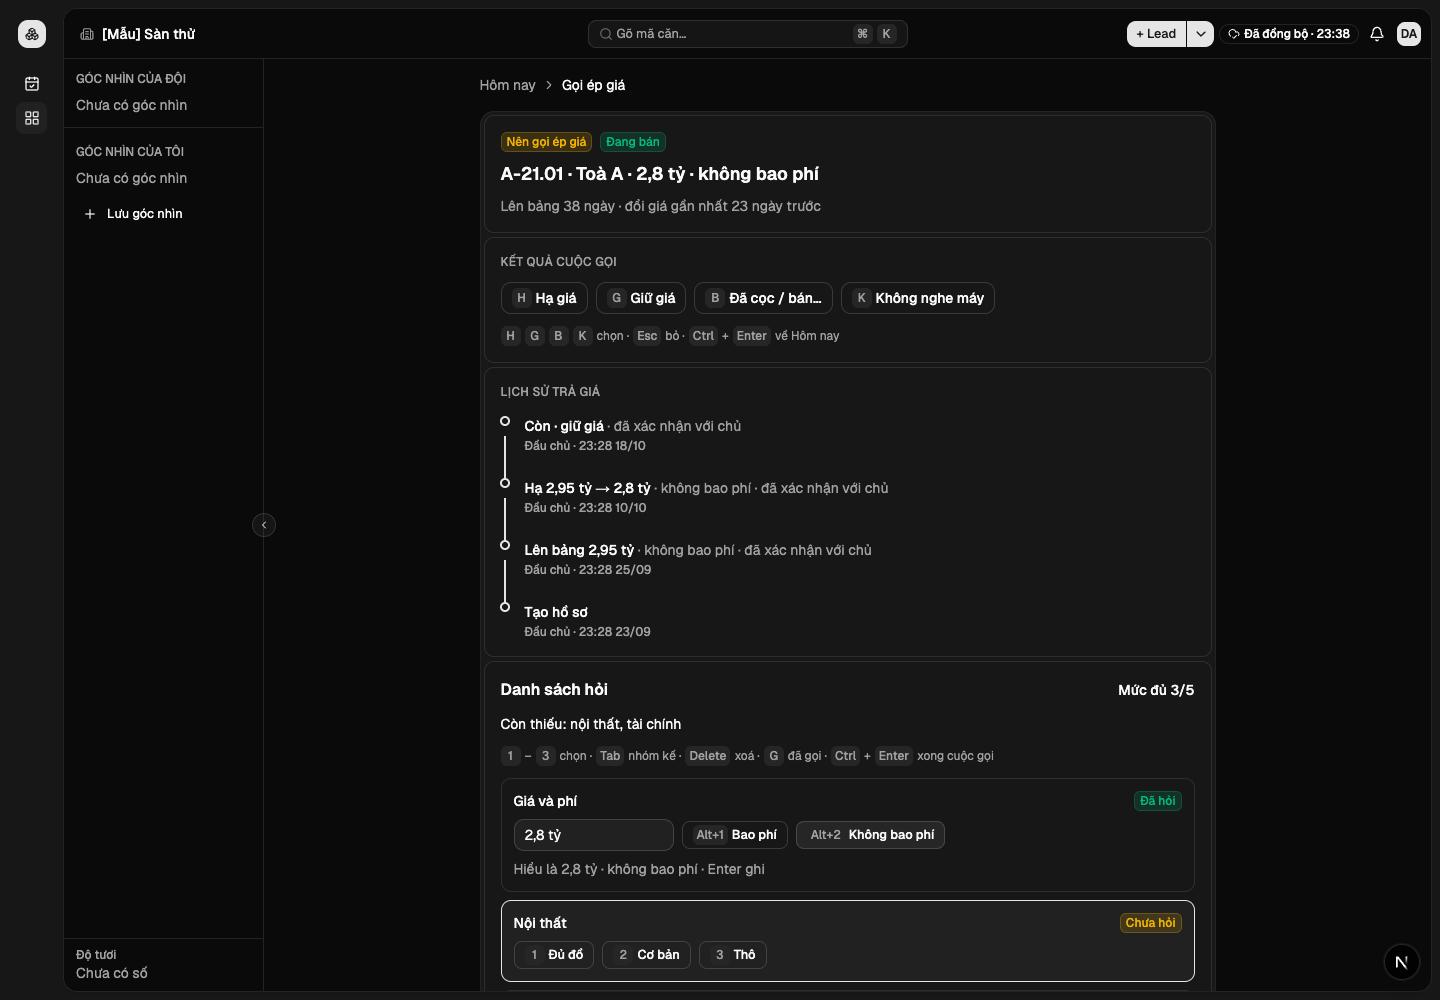 [Mẫu] Sàn thử
Gõ mã căn...
⌘ K
+ Lead
Đã đồng bộ · 23:38
DA
GÓC NHÌN CỦA ĐỘI
Chưa có góc nhìn
GÓC NHÌN CỦA TÔI
Chưa có góc nhìn
+ Lưu góc nhìn
Hôm nay > Gọi ép giá
Nên gọi ép giá Đang bán
A-21.01 · Toà A · 2,8 tỷ · không bao phí
Lên bảng 38 ngày · đổi giá gần nhất 23 ngày trước
KẾT QUẢ CUỘC GỌI
H Hạ giá G Giữ giá B Đã cọc / bán... K Không nghe máy
H G B K chọn · Esc bỏ · Ctrl + Enter về Hôm nay
LỊCH SỬ TRẢ GIÁ
Còn · giữ giá · đã xác nhận với chủ
Đầu chủ · 23:28 18/10
Hạ 2,95 tỷ → 2,8 tỷ · không bao phí · đã xác nhận với chủ
Đầu chủ · 23:28 10/10
Lên bảng 2,95 tỷ · không bao phí · đã xác nhận với chủ
Đầu chủ · 23:28 25/09
Tạo hồ sơ
Đầu chủ · 23:28 23/09
Danh sách hỏi
Mức đủ 3/5
Còn thiếu: nội thất, tài chính
1 – 3 chọn · Tab nhóm kế · Delete xoá · G đã gọi · Ctrl + Enter xong cuộc gọi
Giá và phí
Đã hỏi
2,8 tỷ Alt+1 Bao phí Alt+2 Không bao phí
Hiểu là 2,8 tỷ · không bao phí · Enter ghi
Nội thất
Chưa hỏi
1 Đủ đồ 2 Cơ bản 3 Thô
Độ tươi
Chưa có số
N